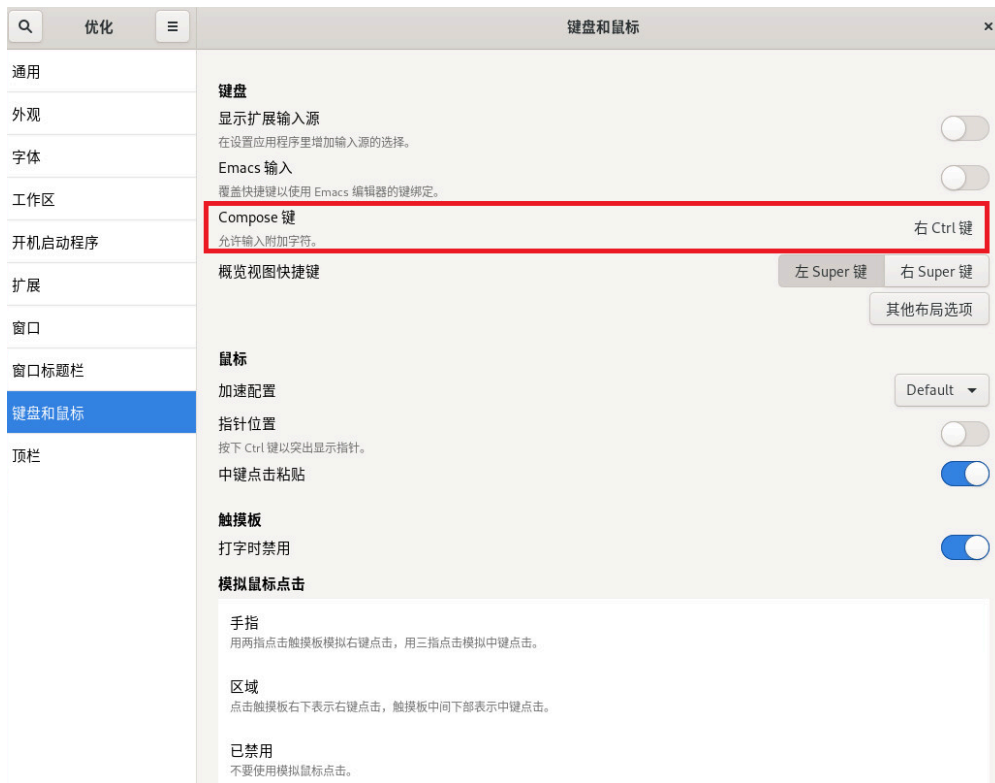 优化
键盘和鼠标
通用
外观
字体
工作区
开机启动程序
扩展
窗口
窗口标题栏
键盘和鼠标
顶栏
键盘
显示扩展输入源
在设置应用程序里增加输入源的选择。
Emacs 输入
覆盖快捷键以使用 Emacs 编辑器的键绑定。
Compose 键
允许输入附加字符。
右 Ctrl 键
概览视图快捷键
左 Super 键
右 Super 键
其他布局选项
鼠标
加速配置
Default
指针位置
按下 Ctrl 键以突出显示指针。
中键点击粘贴
触摸板
打字时禁用
模拟鼠标点击
手指
用两指点击触摸板模拟右键点击，用三指点击模拟中键点击。
区域
点击触摸板右下表示右键点击，触摸板中间下部表示中键点击。
已禁用
不要使用模拟鼠标点击。